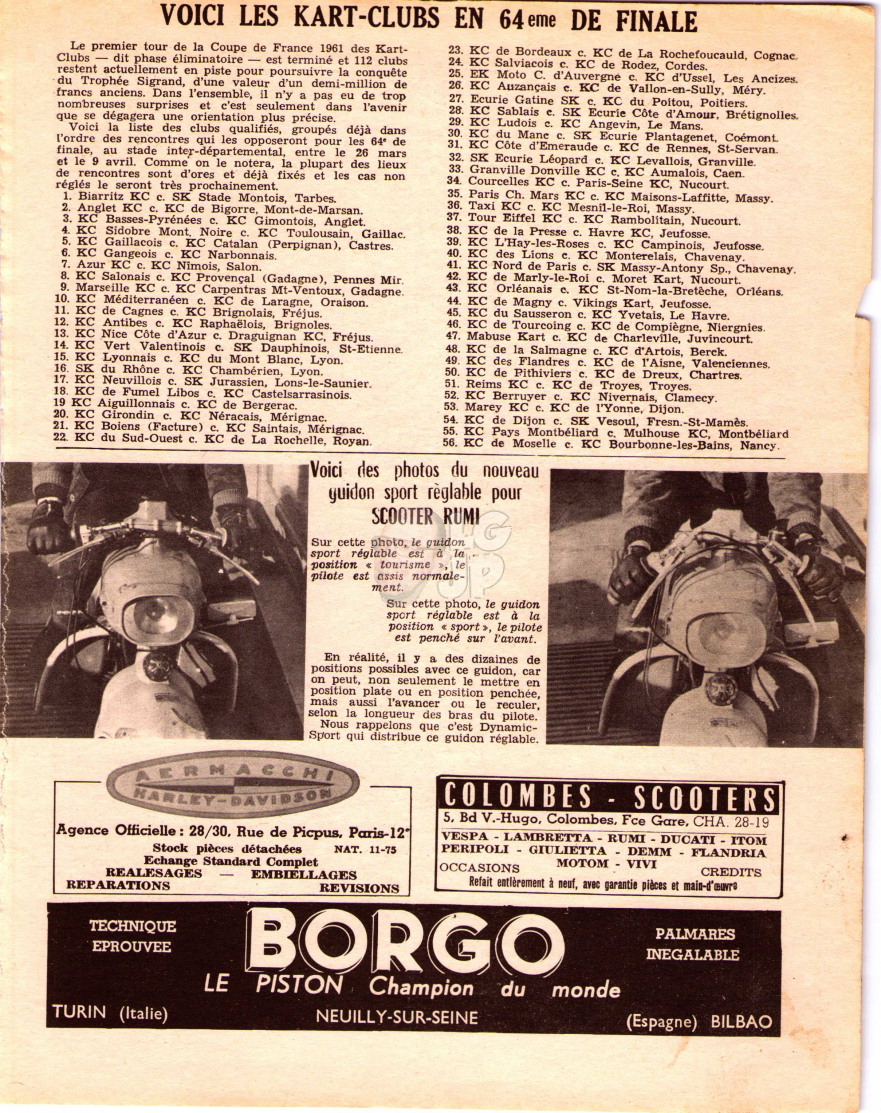 VOICI LES KART-CLUBS EN 64eme DE FINALE
Le premier tour de la Coupe de France 1961 des Kart-
Clubs — dit phase éliminatoire — est terminé et 112 clubs
restent actuellement en piste pour poursuivre la conquête
du Trophée Sigrand, d'une valeur d'un demi-million de
francs anciens. Dans l'ensemble, il n'y a pas eu de trop
nombreuses surprises et c'est seulement dans l'avenir
que se dégagera une orientation plus précise.
Voici la liste des clubs qualifiés, groupés déjà dans
l'ordre des rencontres qui les opposeront pour les 64e de
finale, au stade inter-départemental, entre le 26 mars
et le 9 avril. Comme on le notera, la plupart des lieux
de rencontres sont d'ores et déjà fixés et les cas non
réglés le seront très prochainement.
1. Biarritz KC c. SK Stade Montois, Tarbes.
2. Anglet KC c. KC de Bigorre, Mont-de-Marsan.
3. KC Basses-Pyrénées c. KC Gimontois, Anglet.
4. KC Sidobre Mont, Noire c. KC Toulousain, Gaillac.
5. KC Gaillacois c. KC Catalan (Perpignan), Castres.
6. KC Gangeois c. KC Narbonnais.
7. Azur KC c. KC Nîmois, Salon.
8. KC Salonais c. KC Provençal (Gadagne), Pennes Mir.
9. Marseille KC c. KC Carpentras Mt-Ventoux, Gadagne.
10. KC Méditerranéen c. KC de Laragne, Oraison.
11. KC de Cagnes c. KC Brignolais, Fréjus.
12. KC Antibes c. KC Raphaëlois, Brignoles.
13. KC Nice Côte d'Azur c. Draguignan KC, Fréjus.
14. KC Vert Valentinois c. SK Dauphinois, St-Etienne.
15. KC Lyonnais c. KC du Mont Blanc, Lyon.
16. SK du Rhône c. KC Chambérien, Lyon.
17. KC Neuvillois c. SK Jurassien, Lons-le-Saunier.
18. KC de Fumel Libos c. KC Castelsarrasinois.
19 KC Aiguillonnais c. KC de Bergerac.
20. KC Girondin c. KC Néracais, Mérignac.
21. KC Boiens (Facture) c. KC Saintais, Mérignac.
22. KC du Sud-Ouest c. KC de La Rochelle, Royan.
23. KC de Bordeaux c. KC de La Rochefoucauld, Cognac.
24. KC Salviacois c. KC de Rodez, Cordes.
25. EK Moto C. d'Auvergne c. KC d'Ussel, Les Ancizes.
26. KC Auzançais c. KC de Vallon-en-Sully, Méry.
27. Ecurie Gatine SK c. KC du Poitou, Poitiers.
28. KC Sablais c. SK Ecurie Côte d'Amour, Brétignolles.
29. KC Ludois c. KC Angevin, Le Mans.
30. KC du Mans c. SK Ecurie Plantagenet, Coëmont.
31. KC Côte d'Emeraude c. KC de Rennes, St-Servan.
32. SK Ecurie Léopard c. KC Levallois, Granville.
33. Granville Donville KC c. KC Aumalois, Caen.
34. Courcelles KC c. Paris-Seine KC, Nucourt.
35. Paris Ch. Mars KC c. KC Maisons-Laffitte, Massy.
36. Taxi KC c. KC Mesnil-le-Roi, Massy.
37. Tour Eiffel KC c. KC Rambolitain, Nucourt.
38. KC de la Presse c. Havre KC, Jeufosse.
39. KC L'Hay-les-Roses c. KC Campinois, Jeufosse.
40. KC des Lions c. KC Monterelais, Chavenay.
41. KC Nord de Paris c. SK Massy-Antony Sp., Chavenay.
42. KC de Marly-le-Roi c. Moret Kart, Nucourt.
43. KC Orléanais c. KC St-Nom-la-Bretèche, Orléans.
44. KC de Magny c. Vikings Kart, Jeufosse.
45. KC du Sausseron c. KC Yvetais, Le Havre.
46. KC de Tourcoing c. KC de Compiègne, Niergnies.
47. Mabuse Kart c. KC de Charleville, Juvincourt.
48. KC de la Salmagne c. KC d'Artois, Berck.
49. KC des Flandres c. KC de l'Aisne, Valenciennes.
50. KC de Pithiviers c. KC de Dreux, Chartres.
51. Reims KC c. KC de Troyes, Troyes.
52. KC Berruyer c. KC Nivernais, Clamecy.
53. Marey KC c. KC de l'Yonne, Dijon.
54. KC de Dijon c. SK Vesoul, Fresn.-St-Mamès.
55. KC Pays Montbéliard c. Mulhouse KC, Montbéliard
56. KC de Moselle c. KC Bourbonne-les-Bains, Nancy.
Voici des photos du nouveau
guidon sport règlable pour
SCOOTER RUMI
Sur cette photo, le guidon
sport réglable est à la
position « tourisme », le
pilote est assis normale-
ment.
Sur cette photo, le guidon
sport réglable est à la
position « sport », le pilote
est penché sur l'avant.
En réalité, il y a des dizaines de
positions possibles avec ce guidon, car
on peut, non seulement le mettre en
position plate ou en position penchée,
mais aussi l'avancer ou le reculer,
selon la longueur des bras du pilote.
Nous rappelons que c'est Dynamic-
Sport qui distribue ce guidon réglable.
AERMACCHI
HARLEY-DAVIDSON
Agence Officielle : 28/30, Rue de Picpus, Paris-12e
Stock pièces détachées NAT. 11-75
Echange Standard Complet
REALESAGES — EMBIELLAGES
REPARATIONS REVISIONS
COLOMBES - SCOOTERS
5, Bd V.-Hugo, Colombes, Fce Gare, CHA. 28-19
VESPA - LAMBRETTA - RUMI - DUCATI - ITOM
PERIPOLI - GIULIETTA - DEMM - FLANDRIA
OCCASIONS MOTOM - VIVI CREDITS
Refait entièrement à neuf, avec garantie pièces et main-d'œuvre
TECHNIQUE
EPROUVEE
BORGO
PALMARES
INEGALABLE
LE PISTON Champion du monde
TURIN (Italie) NEUILLY-SUR-SEINE (Espagne) BILBAO